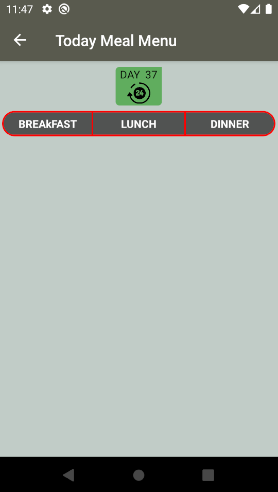 11:47
Today Meal Menu
DAY 37
24
BREAkFAST LUNCH DINNER